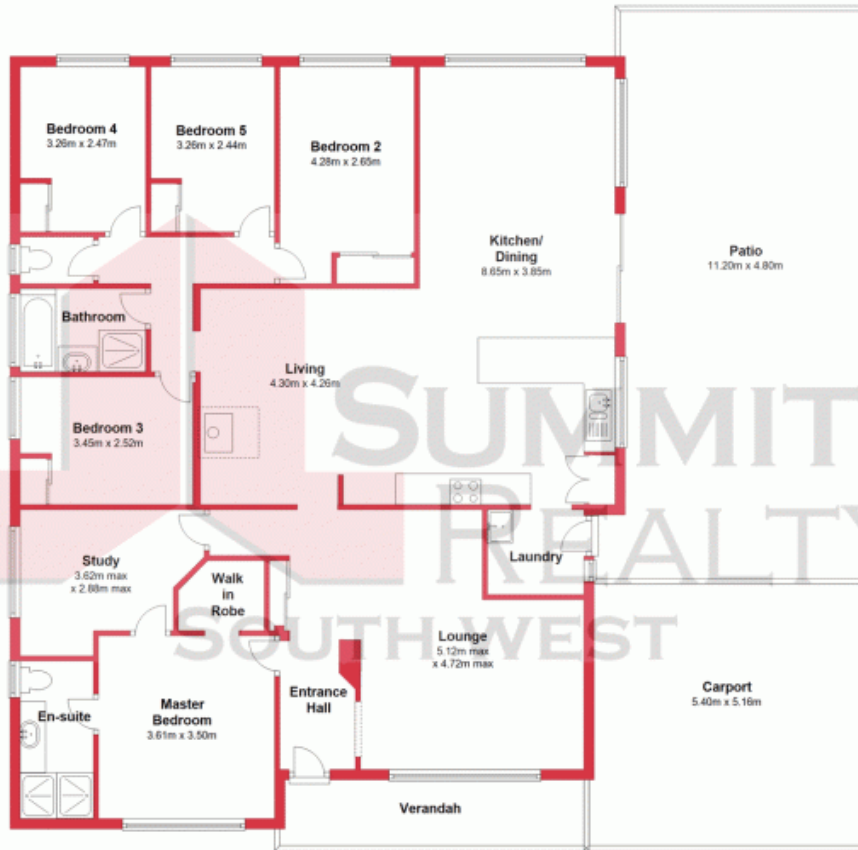 Bedroom 4
3.26m x 2.47m
Bedroom 5
3.26m x 2.44m
Bedroom 2
4.28m x 2.65m
Kitchen/
Dining
8.65m x 3.85m
Patio
11.20m x 4.80m
Bathroom
Living
4.30m x 4.26m
Bedroom 3
3.45m x 2.52m
SUMMIT
REALTY
SOUTH WEST
Study
3.62m max
x 2.88m max
Walk
in
Robe
Laundry
Lounge
5.12m max
x 4.72m max
En-suite
Master
Bedroom
3.61m x 3.50m
Entrance
Hall
Carport
5.40m x 5.16m
Verandah